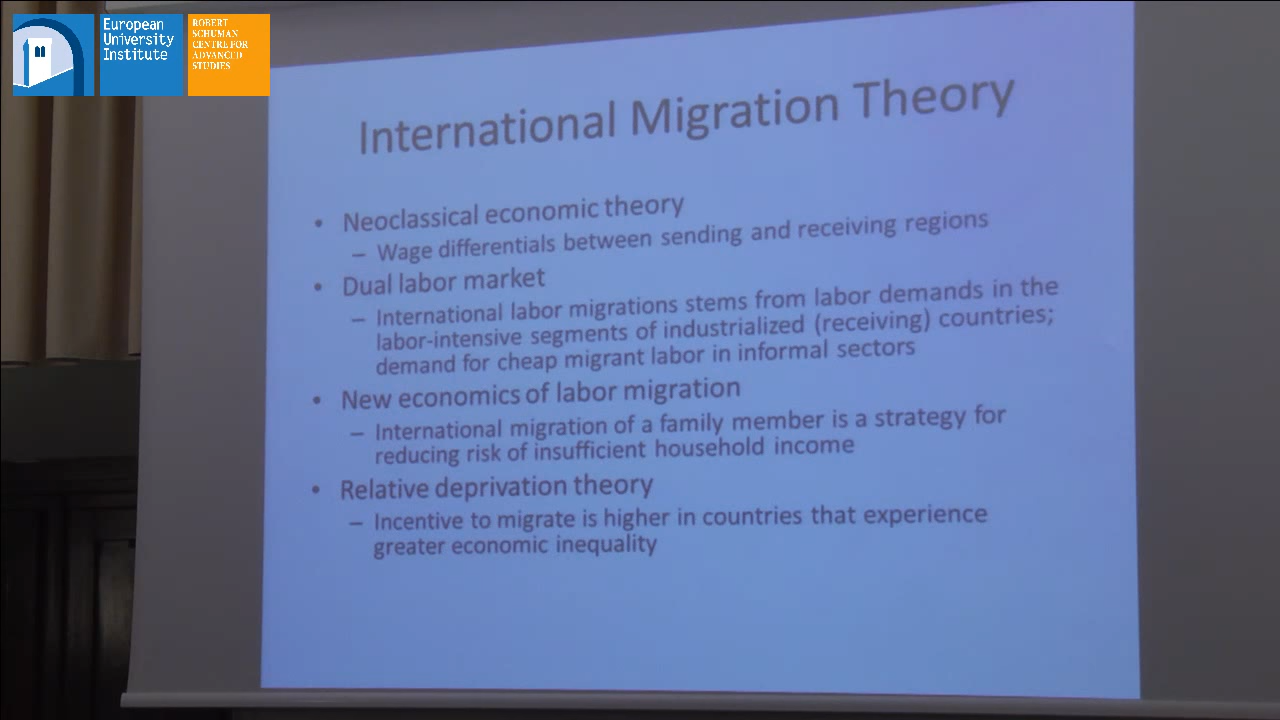 European
University
Institute
ROBERT
SCHUMAN
CENTRE FOR
ADVANCED
STUDIES
International Migration Theory
• Neoclassical economic theory
– Wage differentials between sending and receiving regions
• Dual labor market
– International labor migrations stems from labor demands in the
labor-intensive segments of industrialized (receiving) countries;
demand for cheap migrant labor in informal sectors
• New economics of labor migration
– International migration of a family member is a strategy for
reducing risk of insufficient household income
• Relative deprivation theory
– Incentive to migrate is higher in countries that experience
greater economic inequality